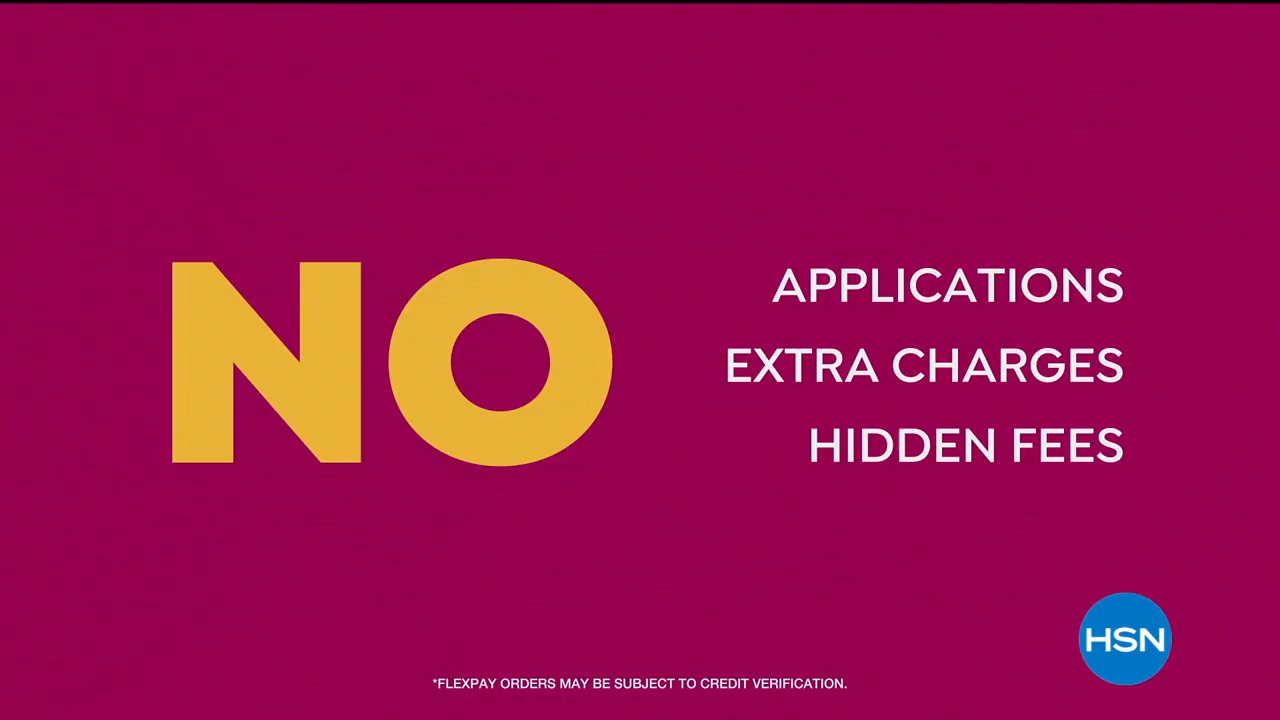 NO
APPLICATIONS
EXTRA CHARGES
HIDDEN FEES
HSN
*FLEXPAY ORDERS MAY BE SUBJECT TO CREDIT VERIFICATION.